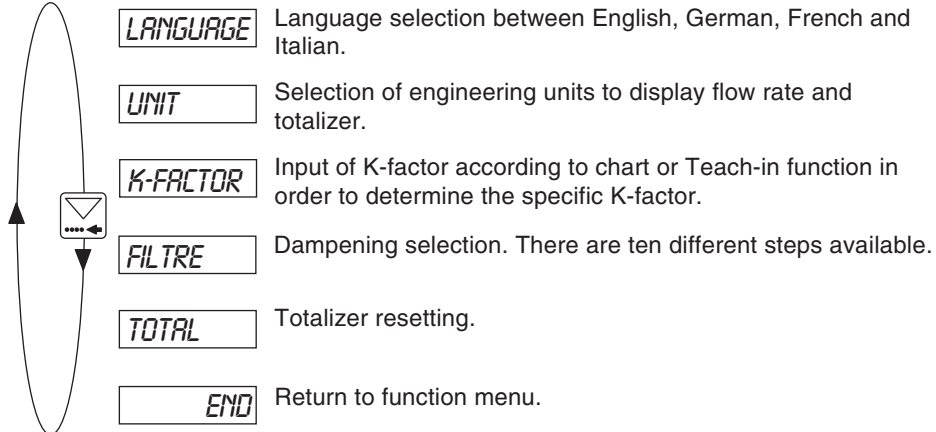 LANGUAGE Language selection between English, German, French and
Italian.
UNIT Selection of engineering units to display flow rate and
totalizer.
K-FACTOR Input of K-factor according to chart or Teach-in function in
order to determine the specific K-factor.
FILTRE Dampening selection. There are ten different steps available.
TOTAL Totalizer resetting.
END Return to function menu.